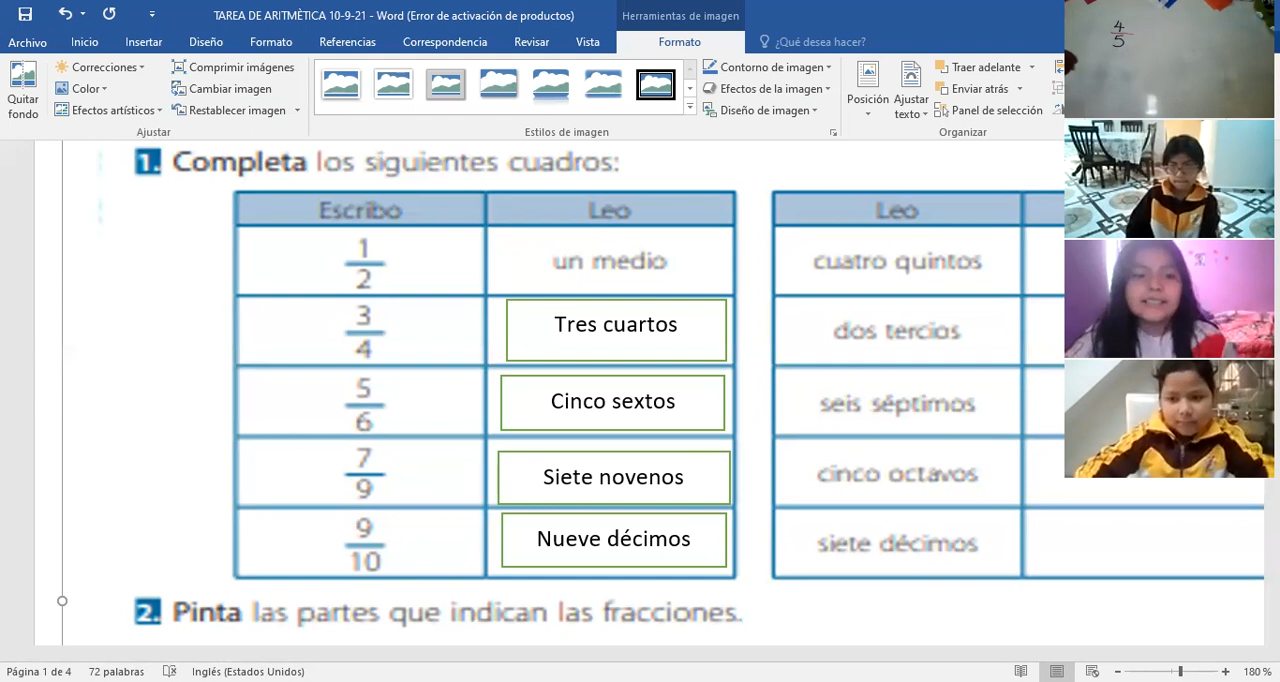 TAREA DE ARITMÈTICA 10-9-21 - Word (Error de activación de productos)
Herramientas de imagen
Archivo Inicio Insertar Diseño Formato Referencias Correspondencia Revisar Vista Formato ¿Qué desea hacer?
Quitar fondo
Correcciones
Color
Efectos artísticos
Comprimir imágenes
Cambiar imagen
Restablecer imagen
Ajustar
Estilos de imagen
Contorno de imagen
Efectos de la imagen
Diseño de imagen
Posición
Ajustar texto
Traer adelante
Enviar atrás
Panel de selección
Organizar
4
5
1. Completa los siguientes cuadros:
Escribo Leo
1/2 un medio
3/4 Tres cuartos
5/6 Cinco sextos
7/9 Siete novenos
9/10 Nueve décimos
Leo
cuatro quintos
dos tercios
seis séptimos
cinco octavos
siete décimos
2. Pinta las partes que indican las fracciones.
Página 1 de 4 72 palabras Inglés (Estados Unidos) 180 %